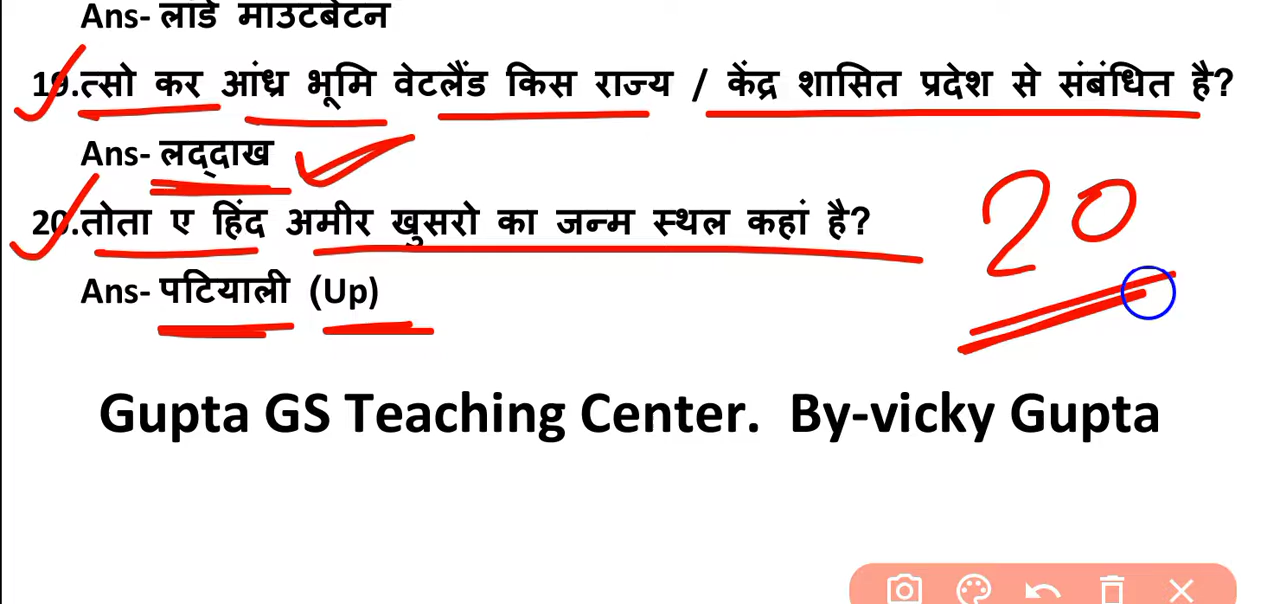 Ans- लॉर्ड माउंटबेटन
19.त्सो कर आंध्र भूमि वेटलैंड किस राज्य / केंद्र शासित प्रदेश से संबंधित है?
Ans- लद्दाख
20.तोता ए हिंद अमीर खुसरो का जन्म स्थल कहां है?
20
Ans- पटियाली (Up)
Gupta GS Teaching Center. By-vicky Gupta